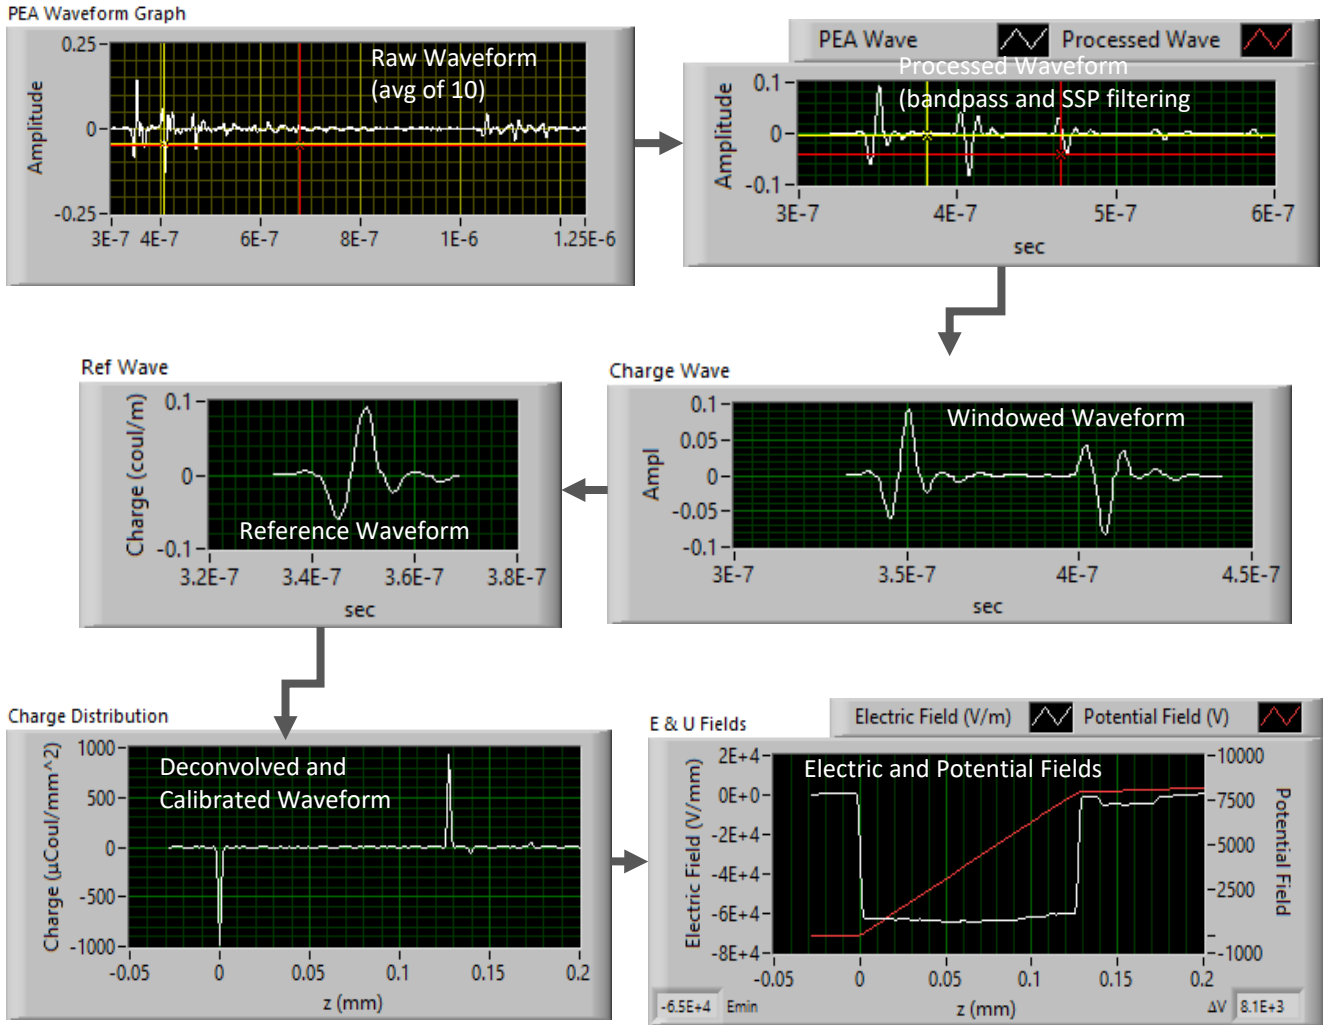 PEA Waveform Graph
Raw Waveform
(avg of 10)
Amplitude
0.25
0
-0.25
3E-7 4E-7 6E-7 8E-7 1E-6 1.25E-6
PEA Wave Processed Wave
Processed Waveform
(bandpass and SSP filtering
Amplitude
0.1
0
-0.1
3E-7 4E-7 5E-7 6E-7
sec
Ref Wave
Charge (coul/m)
0.1
0
-0.1
Reference Waveform
3.2E-7 3.4E-7 3.6E-7 3.8E-7
sec
Charge Wave
Windowed Waveform
Ampl
0.1
0.05
0
-0.05
-0.1
3E-7 3.5E-7 4E-7 4.5E-7
sec
Charge Distribution
Deconvolved and
Calibrated Waveform
Charge (µCoul/mm^2)
1000
500
0
-500
-1000
-0.05 0 0.05 0.1 0.15 0.2
z (mm)
E & U Fields
Electric Field (V/m) Potential Field (V)
Electric and Potential Fields
Electric Field (V/mm)
2E+4
0E+0
-2E+4
-4E+4
-6E+4
-8E+4
10000
7500
5000
2500
-1000
Potential Field
-0.05 0 0.05 0.1 0.15 0.2
z (mm)
-6.5E+4 Emin
ΔV 8.1E+3